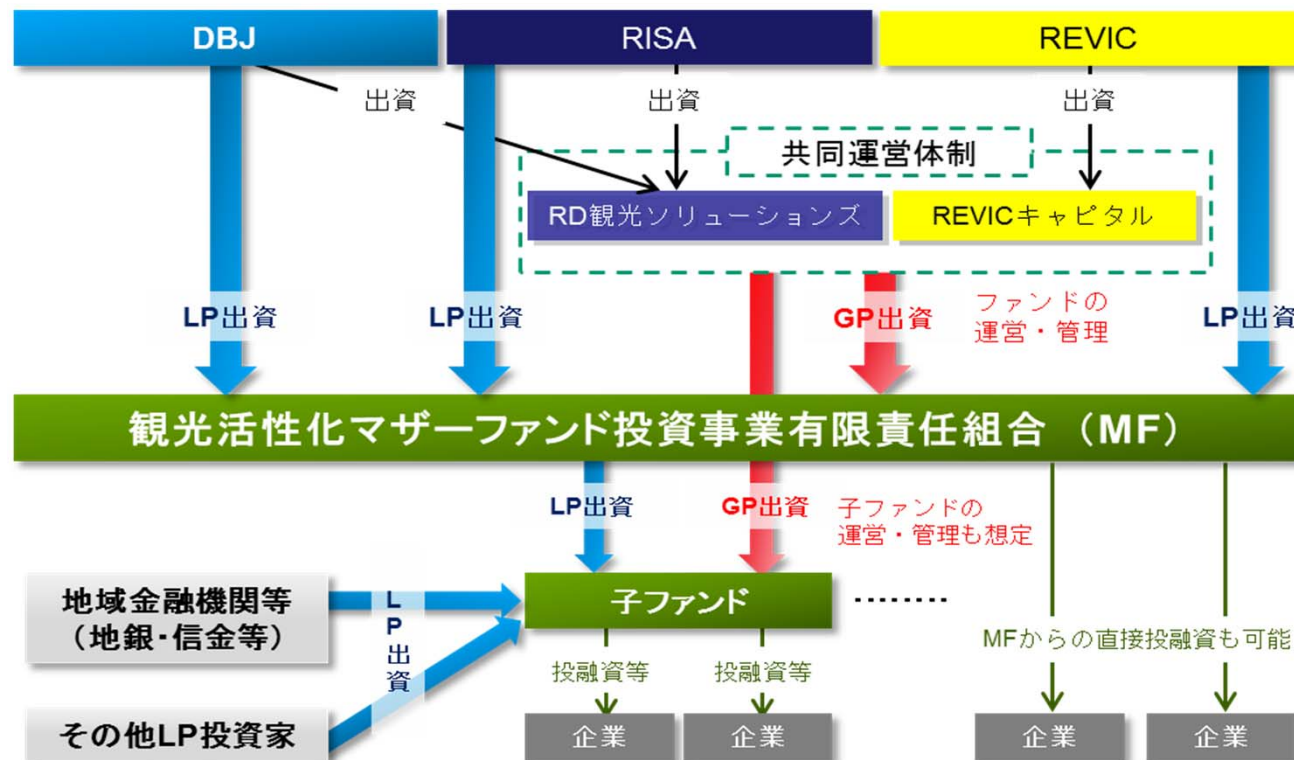 DBJ
RISA
REVIC
出資
出資
出資
共同運営体制
RD観光ソリューションズ
REVICキャピタル
LP出資
LP出資
GP出資
ファンドの
運営・管理
LP出資
観光活性化マザーファンド投資事業有限責任組合 （MF）
LP出資
GP出資
子ファンドの
運営・管理も想定
地域金融機関等
（地銀・信金等）
LP出資
子ファンド
MFからの直接投融資も可能
投融資等
投融資等
その他LP投資家
企業
企業
企業
企業